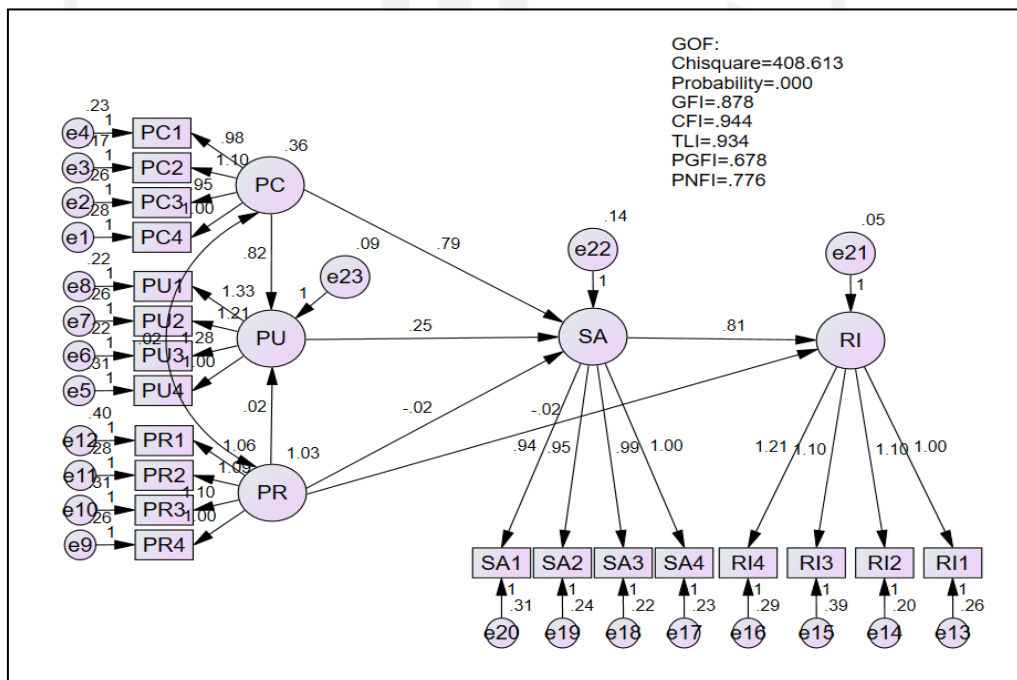 GOF:
Chisquare=408.613
Probability=.000
GFI=.878
CFI=.944
TLI=.934
PGFI=.678
PNFI=.776
.23
e4 1 PC1 .98 .36
.17
e3 1 PC2 1.10 PC
.26
e2 1 PC3 .95
.28
e1 1 PC4 1.00
.14
e22
1
.05
e21
1
.79
.82
.09
e23
1
.22
e8 1 PU1 1.33
.26
e7 1 PU2 1.21 PU .25 SA .81 RI
.22
e6 1 PU3 .02 1.28
.31
e5 1 PU4 1.00
.02 -.02 -.02
.40
e12 1 PR1 1.06 1.03
.28
e11 1 PR2 1.09 PR
.31
e10 1 PR3 1.10
.26
e9 1 PR4 1.00
.94 .95 .99 1.00 1.21 1.10 1.10 1.00
SA1 SA2 SA3 SA4 RI4 RI3 RI2 RI1
1 1 1 1 1 1 1 1
.31 .24 .22 .23 .29 .39 .20 .26
e20 e19 e18 e17 e16 e15 e14 e13